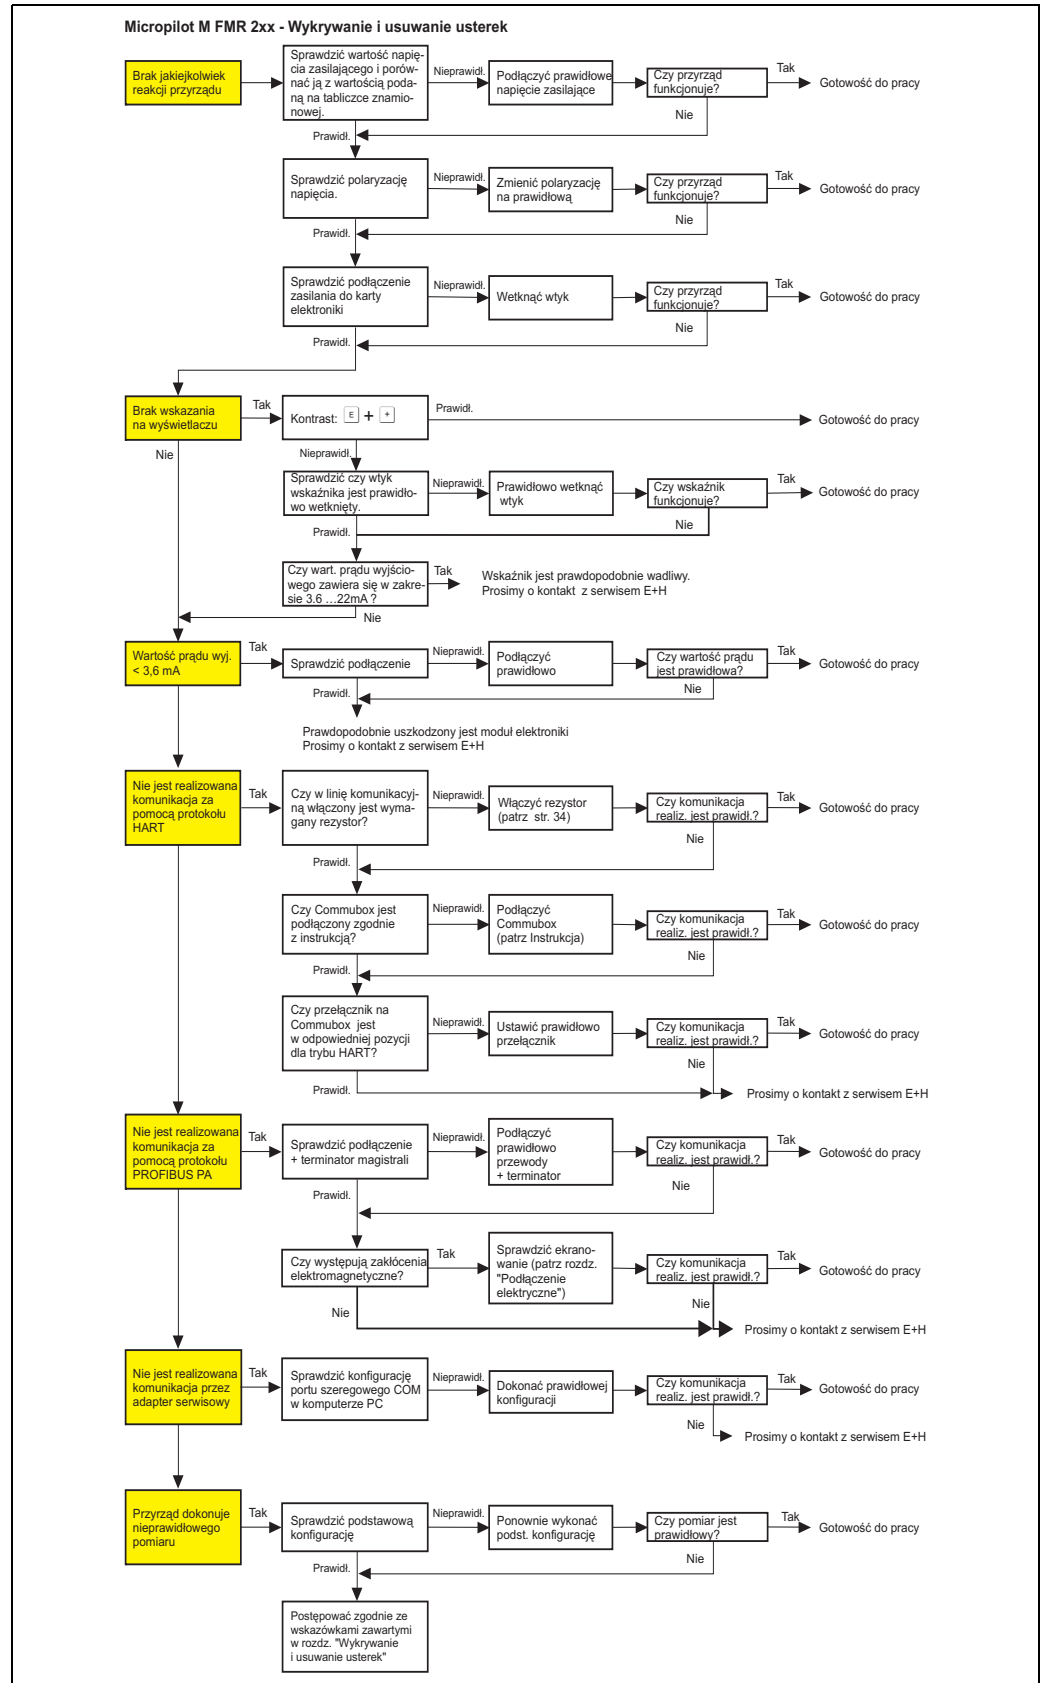 Micropilot M FMR 2xx - Wykrywanie i usuwanie usterek
Brak jakiejkolwiek
reakcji przyrządu
Sprawdzić wartość napię-
cia zasilającego i porów-
nać ją z wartością poda-
ną na tabliczce znamio-
nowej.
Nieprawidł.
Podłączyć prawidłowe
napięcie zasilające
Czy przyrząd
funkcjonuje?
Tak
Gotowość do pracy
Nie
Prawidł.
Sprawdzić polaryzację
napięcia.
Nieprawidł.
Zmienić polaryzację
na prawidłową
Czy przyrząd
funkcjonuje?
Tak
Gotowość do pracy
Nie
Prawidł.
Sprawdzić podłączenie
zasilania do karty
elektroniki
Nieprawidł.
Wetknąć wtyk
Czy przyrząd
funkcjonuje?
Tak
Gotowość do pracy
Nie
Prawidł.
Brak wskazania
na wyświetlaczu
Tak
Kontrast: E + +
Prawidł.
Gotowość do pracy
Nie
Nieprawidł.
Sprawdzić czy wtyk
wskaźnika jest prawidło-
wo wetknięty.
Nieprawidł.
Prawidłowo wetknąć
wtyk
Czy wskaźnik
funkcjonuje?
Tak
Gotowość do pracy
Nie
Prawidł.
Czy wart. prądu wyjścio-
wego zawiera się w zakre-
sie 3.6 ...22mA ?
Tak
Wskaźnik jest prawdopodobnie wadliwy.
Prosimy o kontakt z serwisem E+H
Nie
Wartość prądu wyj.
< 3,6 mA
Tak
Sprawdzić podłączenie
Nieprawidł.
Podłączyć
prawidłowo
Czy wartość prądu
jest prawidłowa?
Tak
Gotowość do pracy
Nie
Prawidł.
Prawdopodobnie uszkodzony jest moduł elektroniki
Prosimy o kontakt z serwisem E+H
Nie jest realizowana
komunikacja za
pomocą protokołu
HART
Tak
Czy w linię komunikacyj-
ną włączony jest wyma-
gany rezystor?
Nieprawidł.
Włączyć rezystor
(patrz str. 34)
Czy komunikacja
realiz. jest prawidł.?
Tak
Gotowość do pracy
Nie
Prawidł.
Czy Commubox jest
podłączony zgodnie
z instrukcją?
Nieprawidł.
Podłączyć
Commubox
(patrz Instrukcja)
Czy komunikacja
realiz. jest prawidł.?
Tak
Gotowość do pracy
Nie
Prawidł.
Czy przełącznik na
Commubox jest
w odpowiedniej pozycji
dla trybu HART?
Nieprawidł.
Ustawić prawidłowo
przełącznik
Czy komunikacja
realiz. jest prawidł.?
Tak
Gotowość do pracy
Nie
Prawidł.
Prosimy o kontakt z serwisem E+H
Nie jest realizowana
komunikacja za
pomocą protokołu
PROFIBUS PA
Tak
Sprawdzić podłączenie
+ terminator magistrali
Nieprawidł.
Podłączyć
prawidłowo
przewody
+ terminator
Czy komunikacja
realiz. jest prawidł.?
Tak
Gotowość do pracy
Nie
Prawidł.
Czy występują zakłócenia
elektromagnetyczne?
Tak
Sprawdzić ekrano-
wanie (patrz rozdz.
"Podłączenie
elektryczne")
Czy komunikacja
realiz. jest prawidł.?
Tak
Gotowość do pracy
Nie
Nie
Prosimy o kontakt z serwisem E+H
Nie jest realizowana
komunikacja przez
adapter serwisowy
Tak
Sprawdzić konfigurację
portu szeregowego COM
w komputerze PC
Nieprawidł.
Dokonać prawidłowej
konfiguracji
Czy komunikacja
realiz. jest prawidł.?
Tak
Gotowość do pracy
Nie
Prosimy o kontakt z serwisem E+H
Przyrząd dokonuje
nieprawidłowego
pomiaru
Tak
Sprawdzić podstawową
konfigurację
Nieprawidł.
Ponownie wykonać
podst. konfigurację
Czy pomiar jest
prawidłowy?
Tak
Gotowość do pracy
Nie
Prawidł.
Postępować zgodnie ze
wskazówkami zawartymi
w rozdz. "Wykrywanie
i usuwanie usterek"